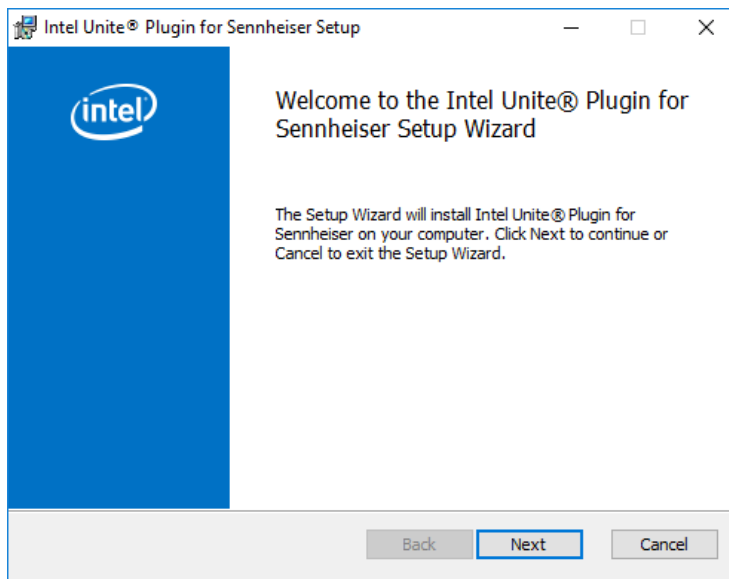 Intel Unite® Plugin for Sennheiser Setup
intel
Welcome to the Intel Unite® Plugin for
Sennheiser Setup Wizard
The Setup Wizard will install Intel Unite® Plugin for
Sennheiser on your computer. Click Next to continue or
Cancel to exit the Setup Wizard.
Back
Next
Cancel